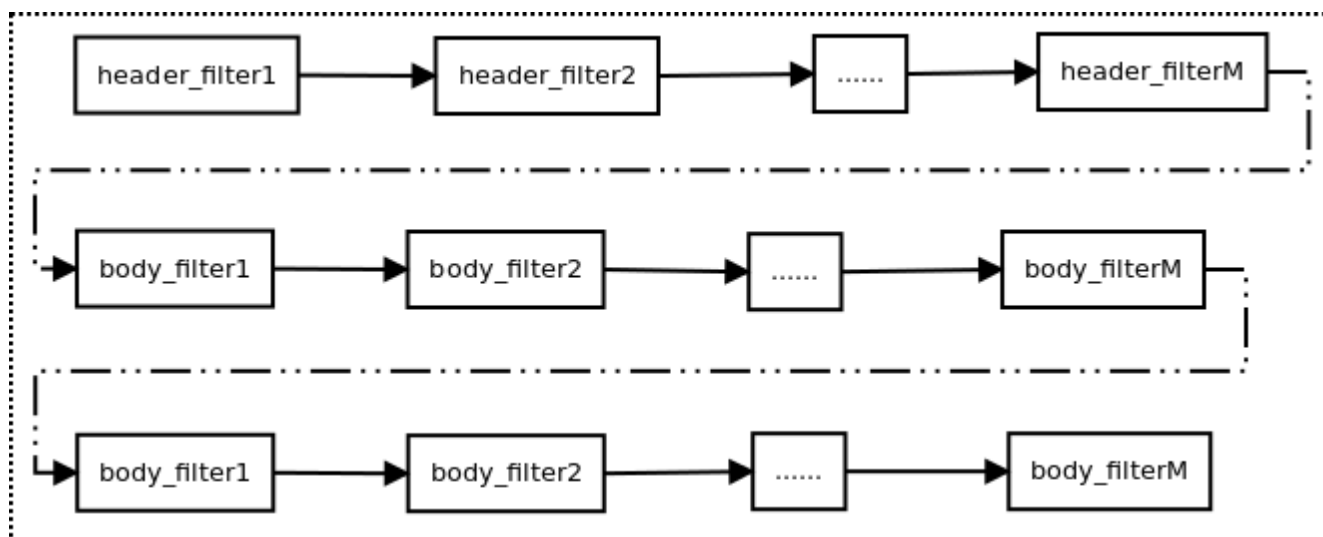 header_filter1
header_filter2
......
header_filterM
body_filter1
body_filter2
......
body_filterM
body_filter1
body_filter2
......
body_filterM